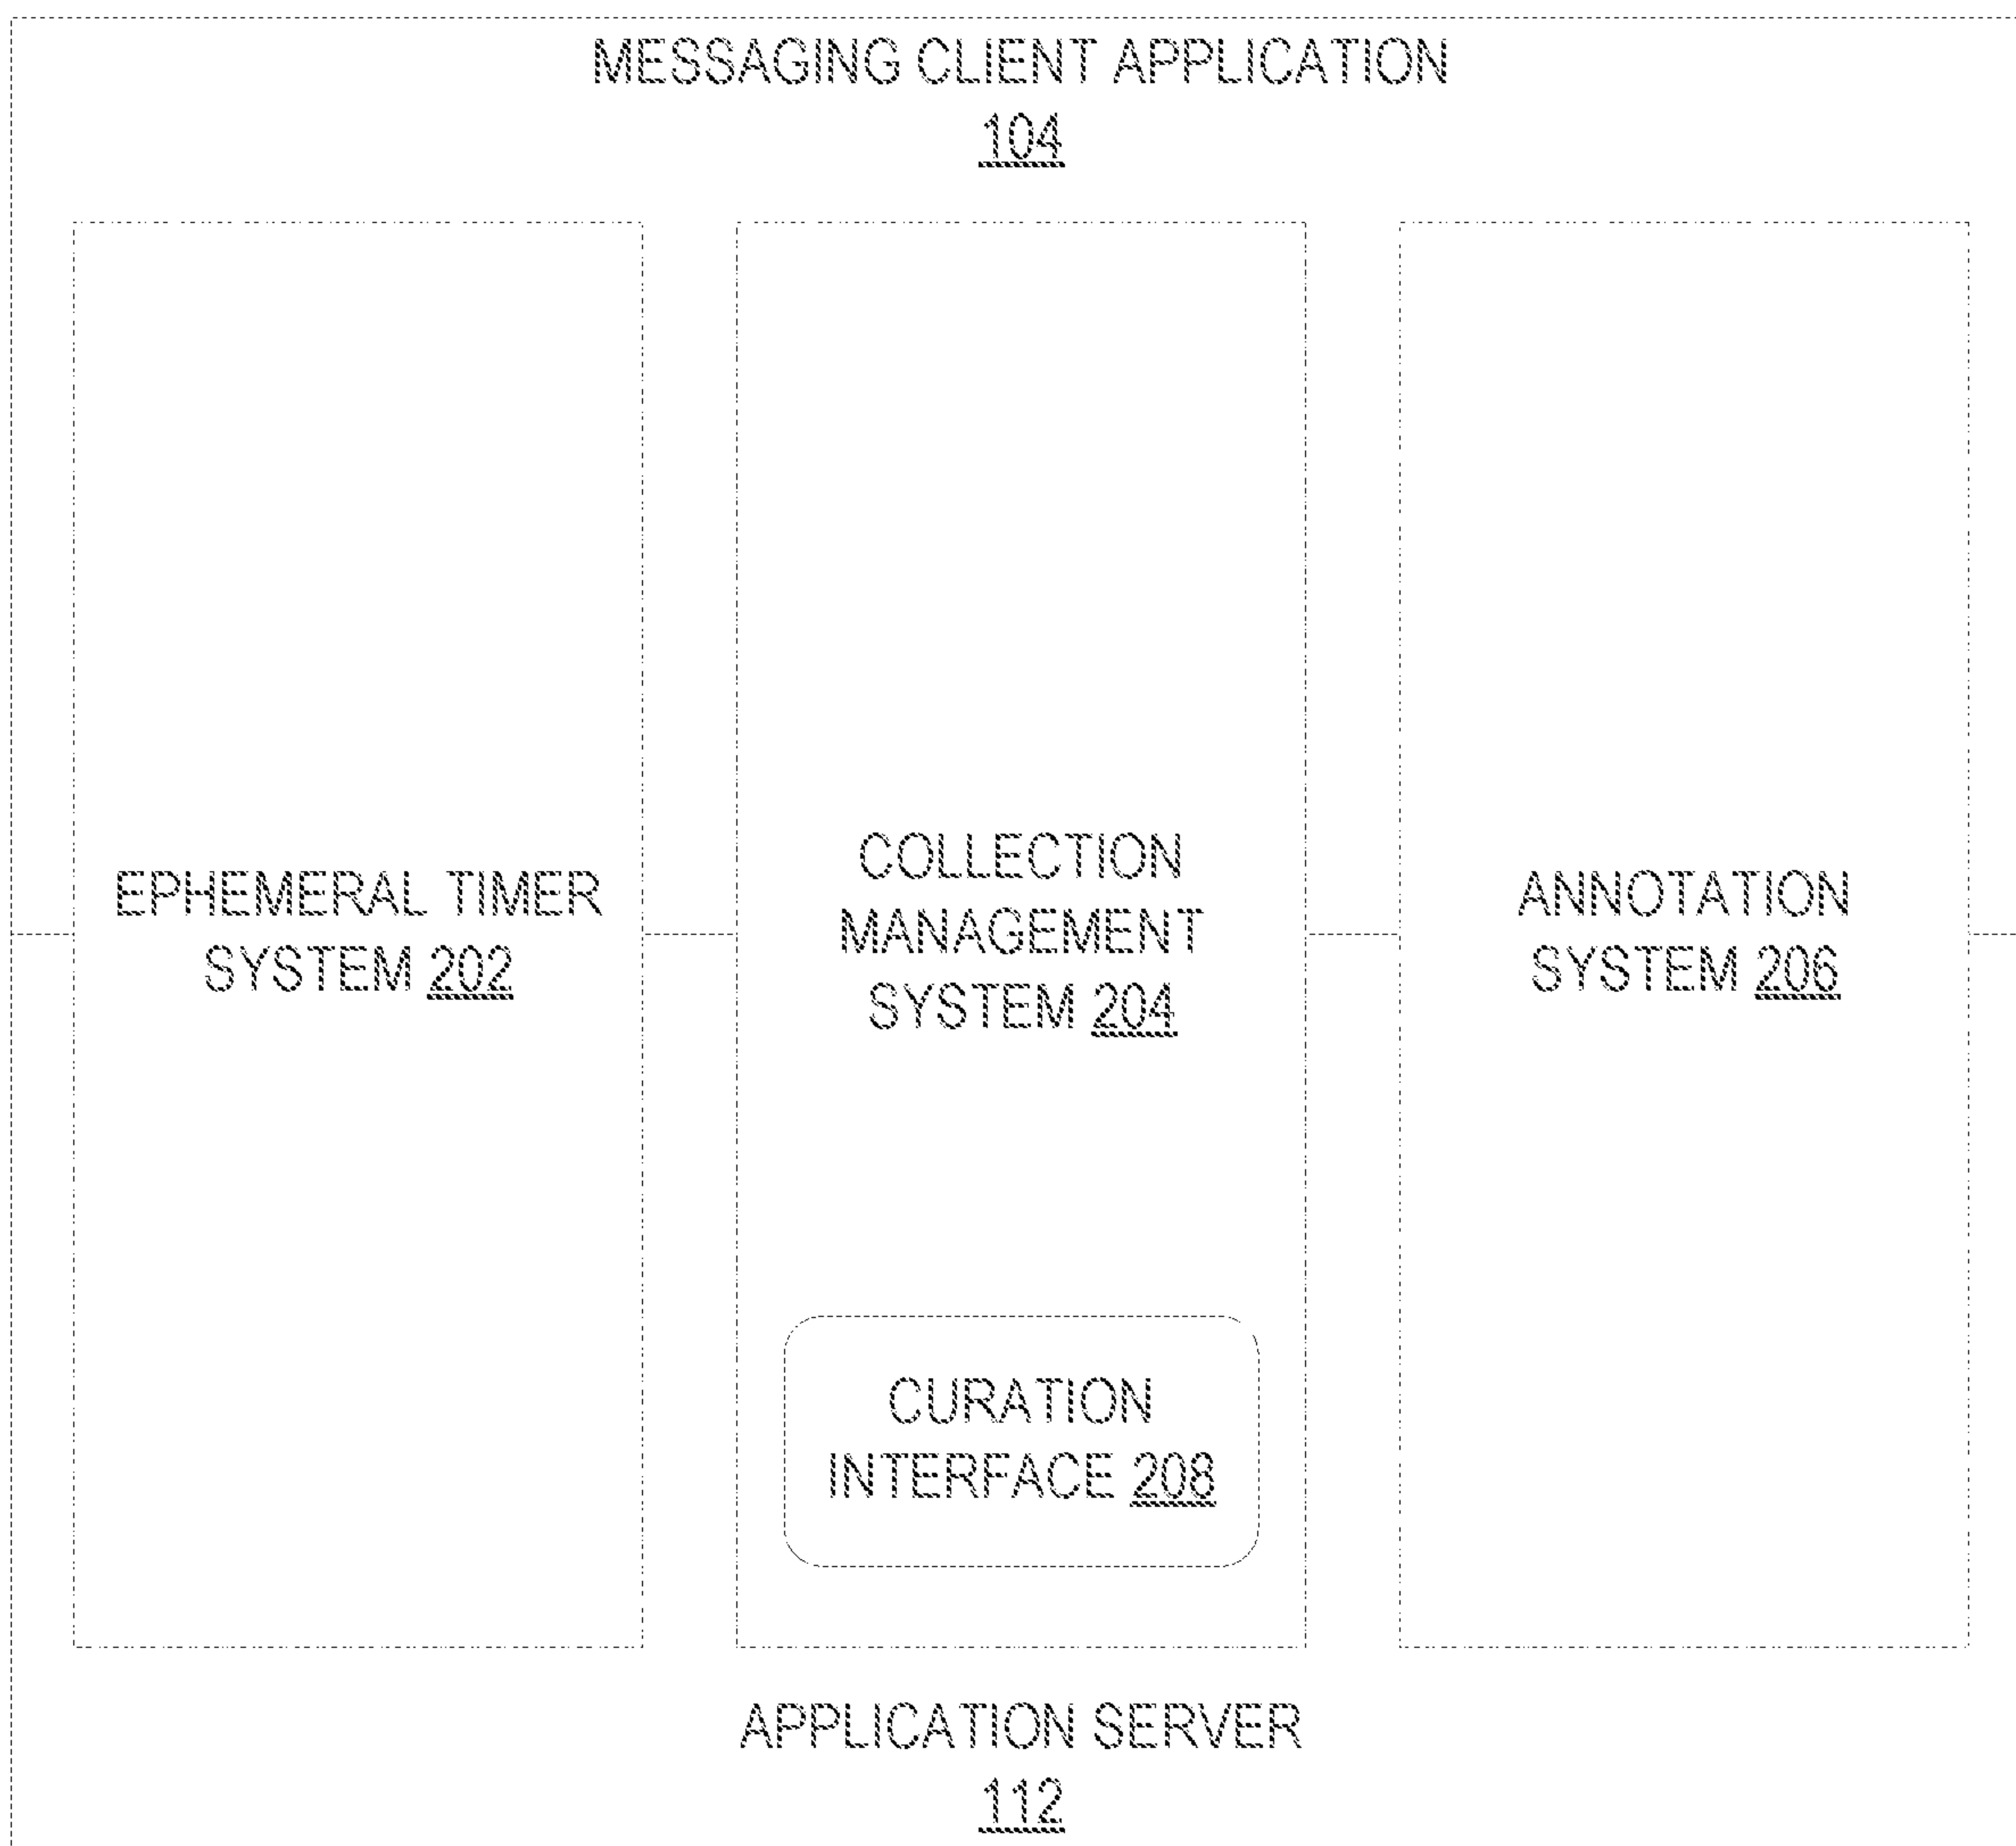 MESSAGING CLIENT APPLICATION
104
EPHEMERAL TIMER
SYSTEM 202
COLLECTION
MANAGEMENT
SYSTEM 204
CURATION
INTERFACE 208
ANNOTATION
SYSTEM 206
APPLICATION SERVER
112